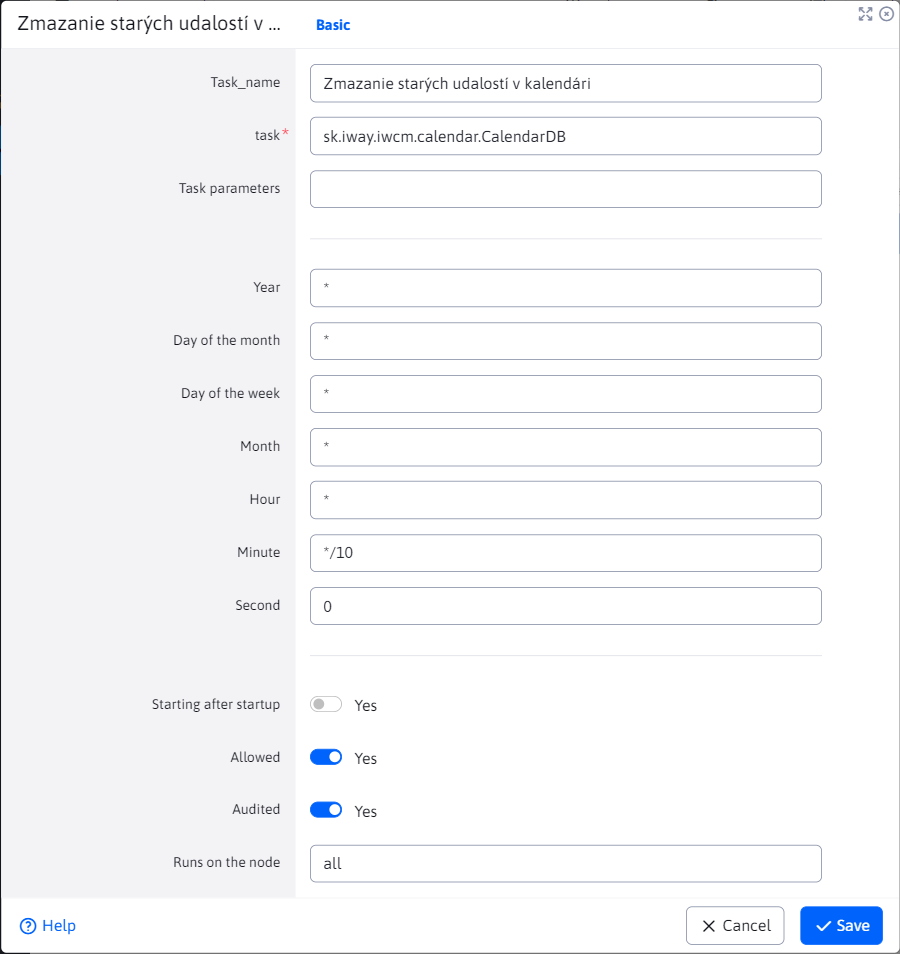 Zmazanie starých udalostí v ... Basic
Task_name Zmazanie starých udalostí v kalendári
task* sk.iway.iwcm.calendar.CalendarDB
Task parameters
Year *
Day of the month *
Day of the week *
Month *
Hour *
Minute */10
Second 0
Starting after startup Yes
Allowed Yes
Audited Yes
Runs on the node all
Help Cancel Save